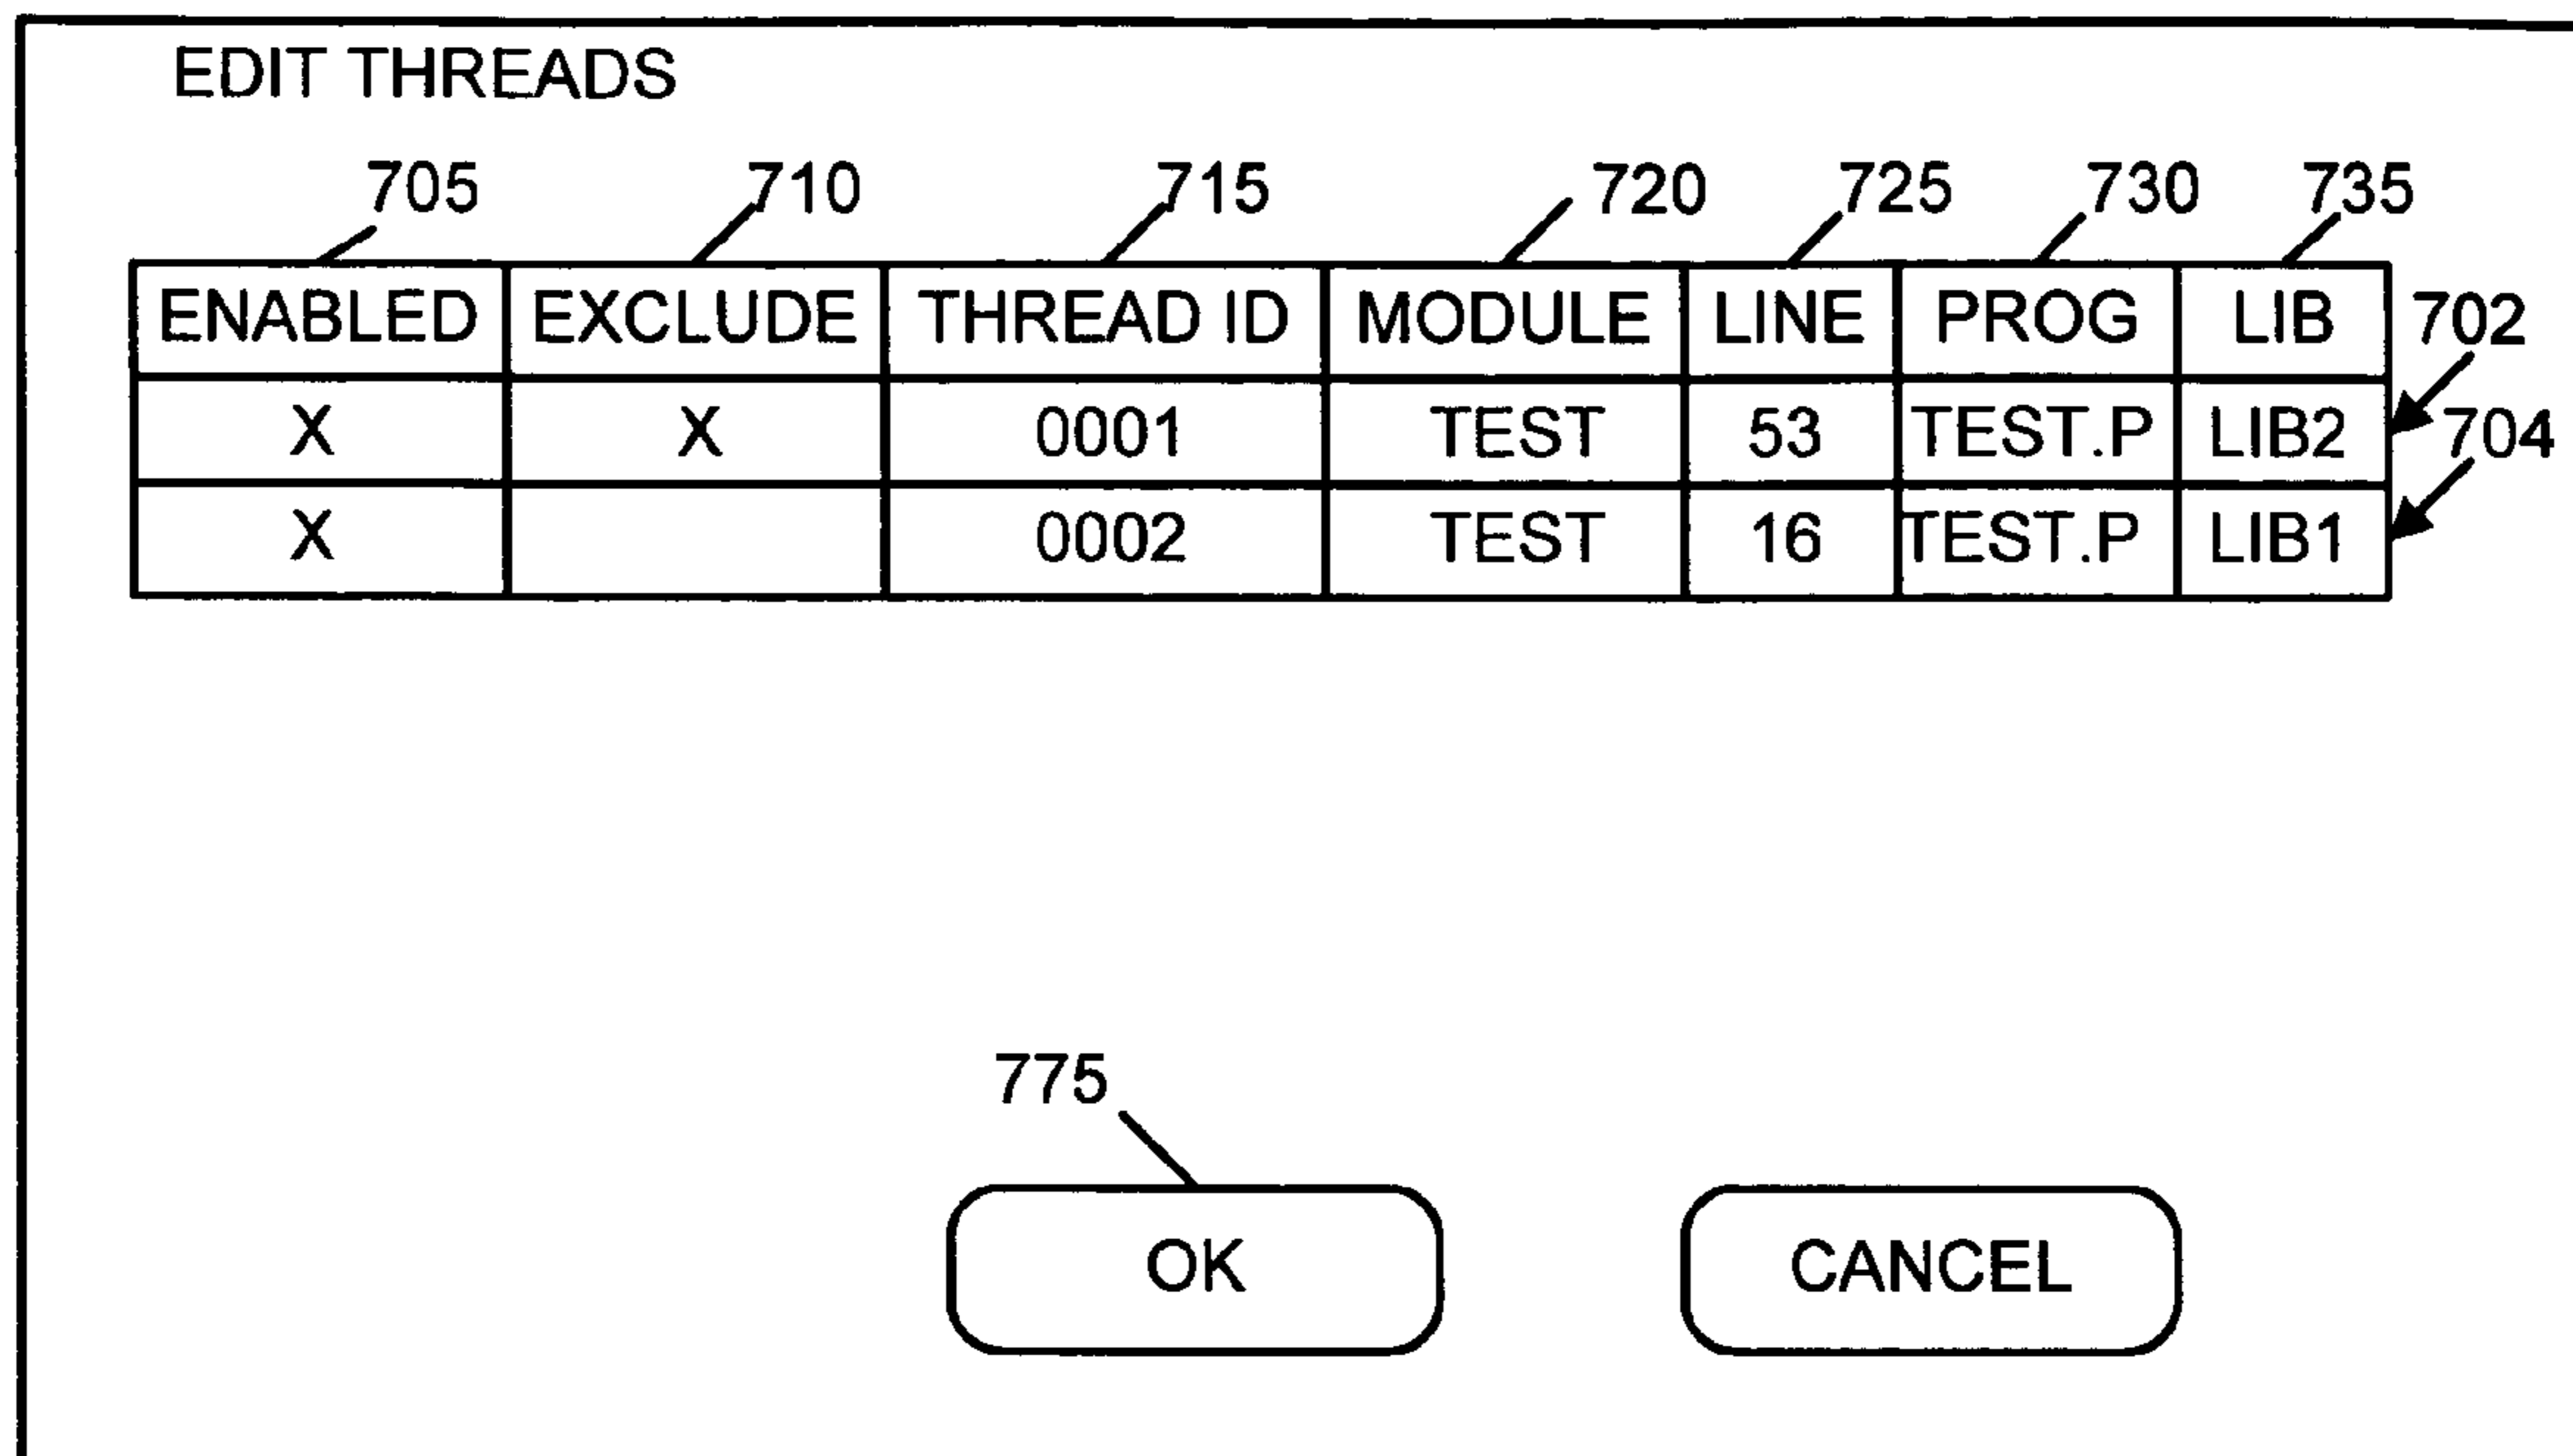 EDIT THREADS
705 710 715 720 725 730 735
ENABLED EXCLUDE THREAD ID MODULE LINE PROG LIB 702
X X 0001 TEST 53 TEST.P LIB2 704
X 0002 TEST 16 TEST.P LIB1
775
OK CANCEL